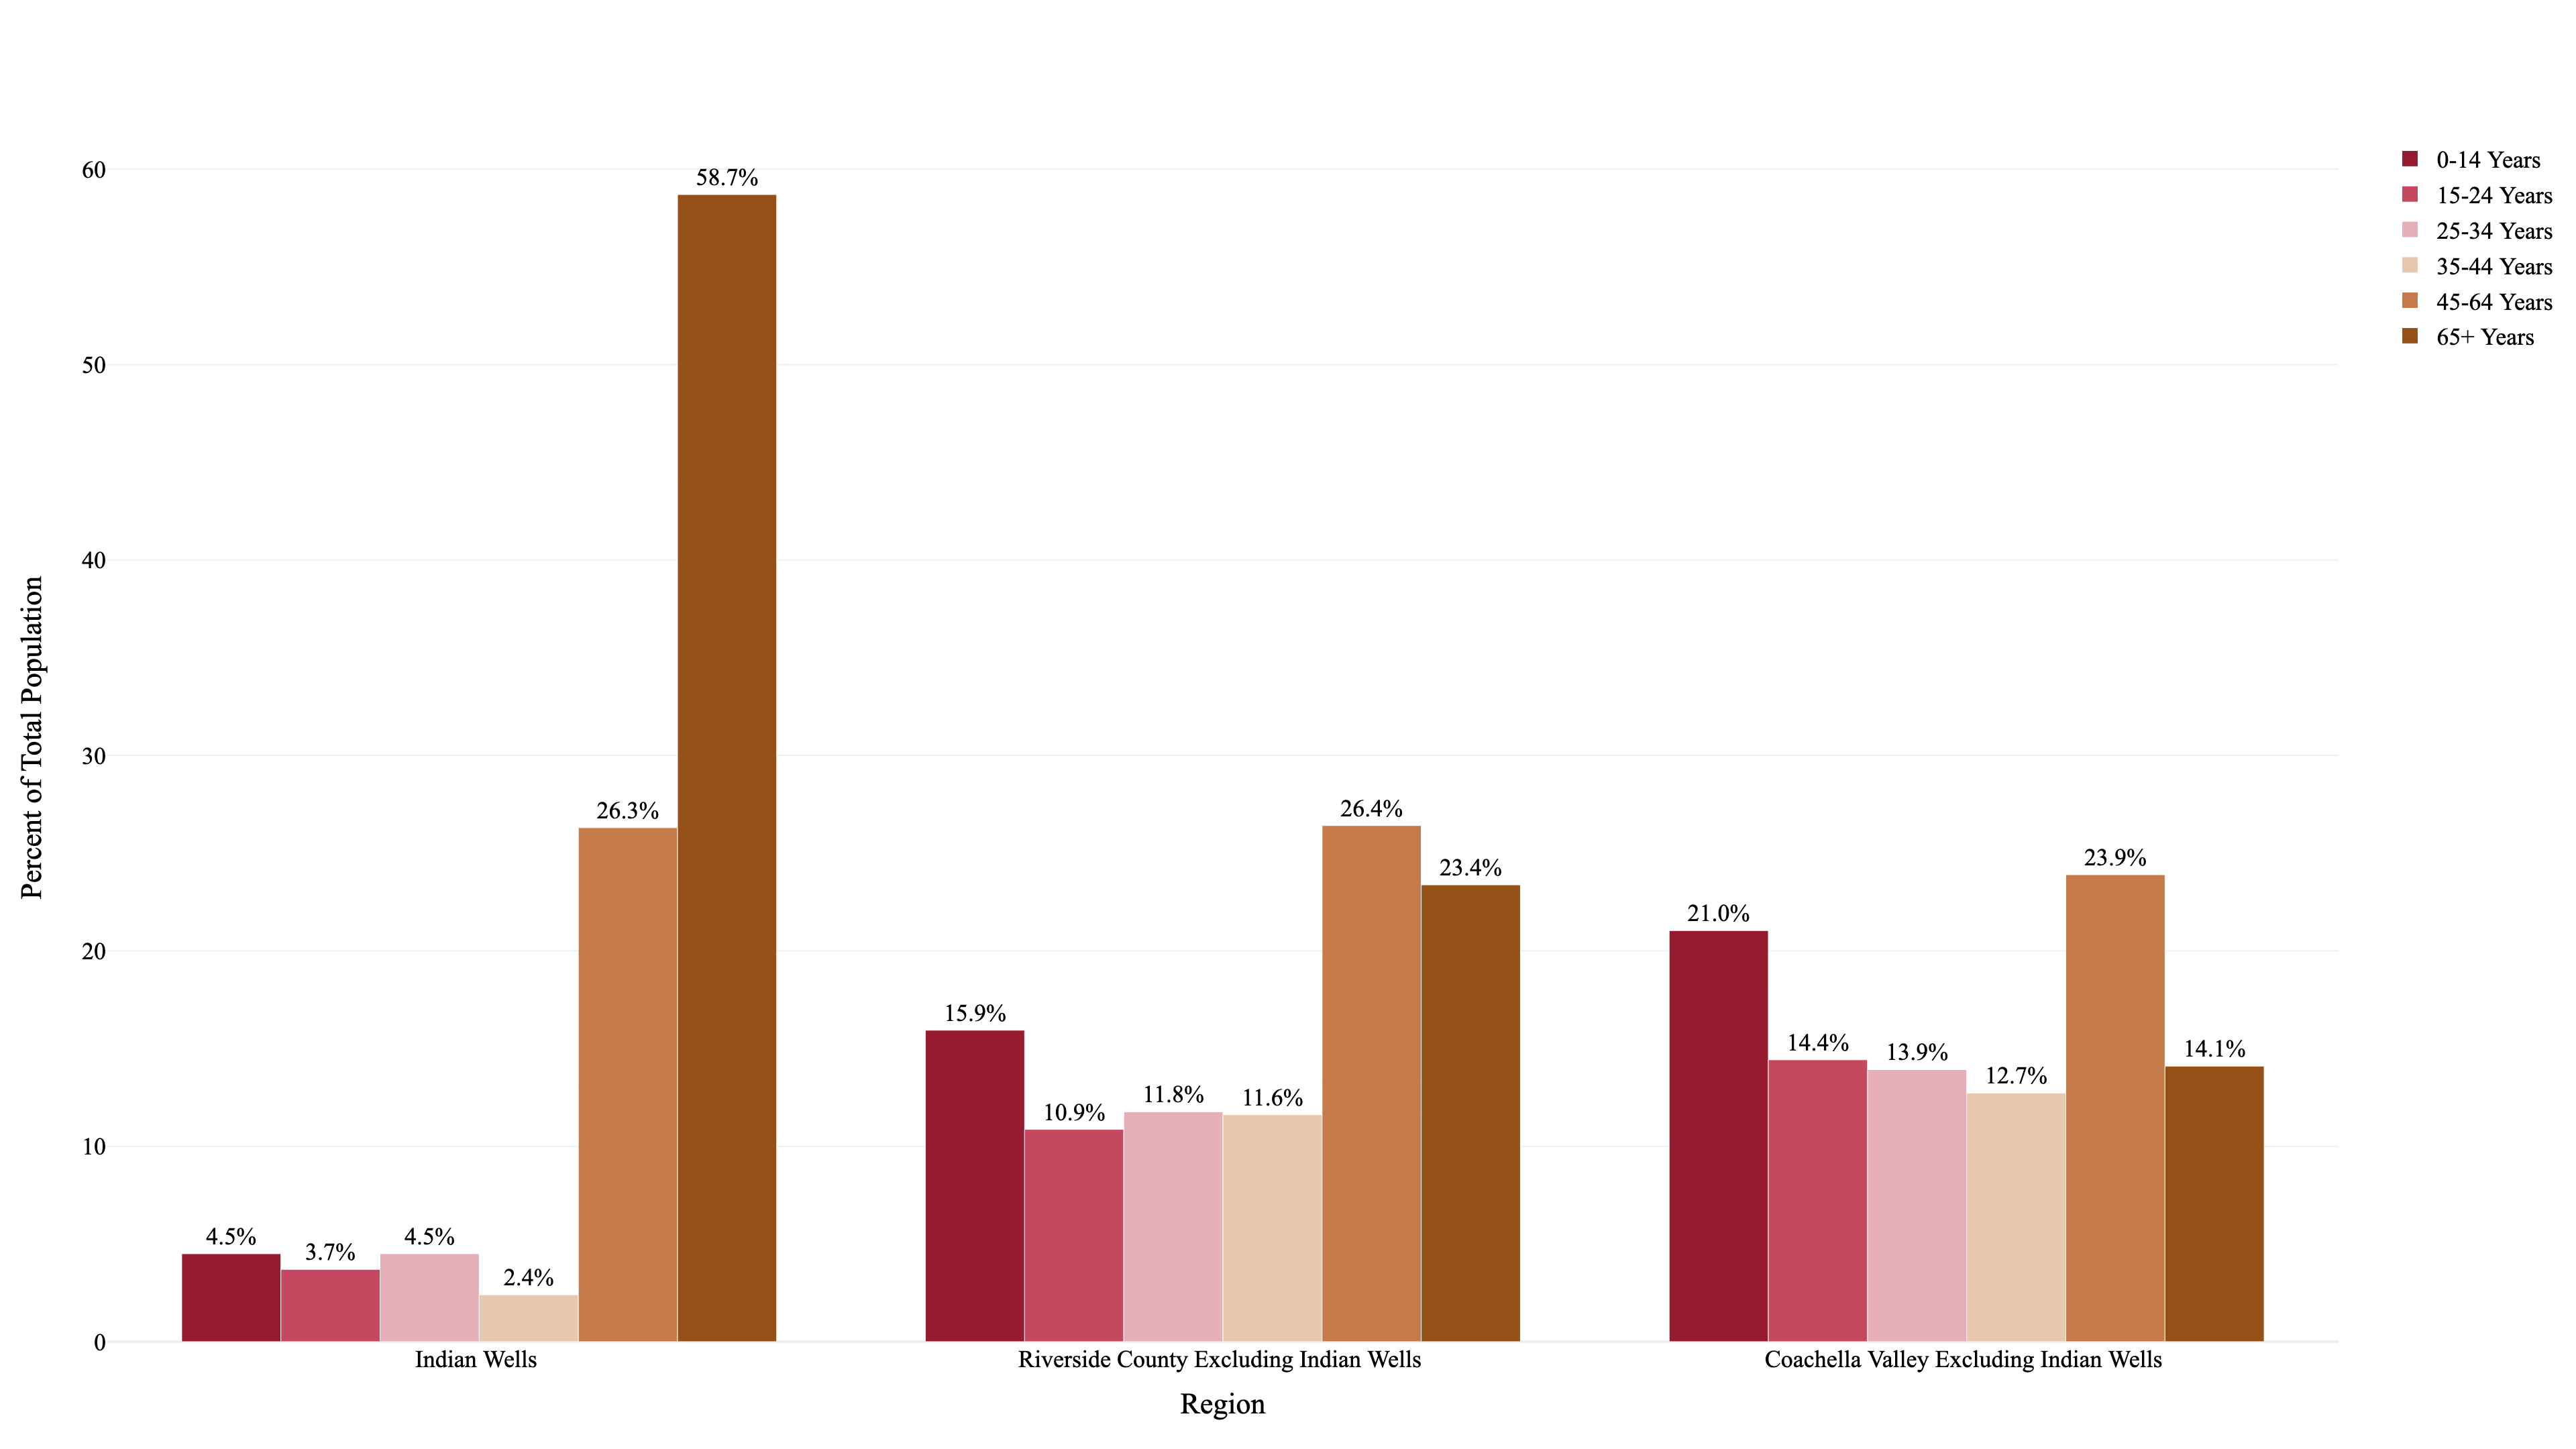 60
50
40
30
20
10
0
Percent of Total Population
4.5%
3.7%
4.5%
2.4%
26.3%
58.7%
15.9%
10.9%
11.8%
11.6%
26.4%
23.4%
21.0%
14.4%
13.9%
12.7%
23.9%
14.1%
Indian Wells
Riverside County Excluding Indian Wells
Coachella Valley Excluding Indian Wells
Region
0-14 Years
15-24 Years
25-34 Years
35-44 Years
45-64 Years
65+ Years